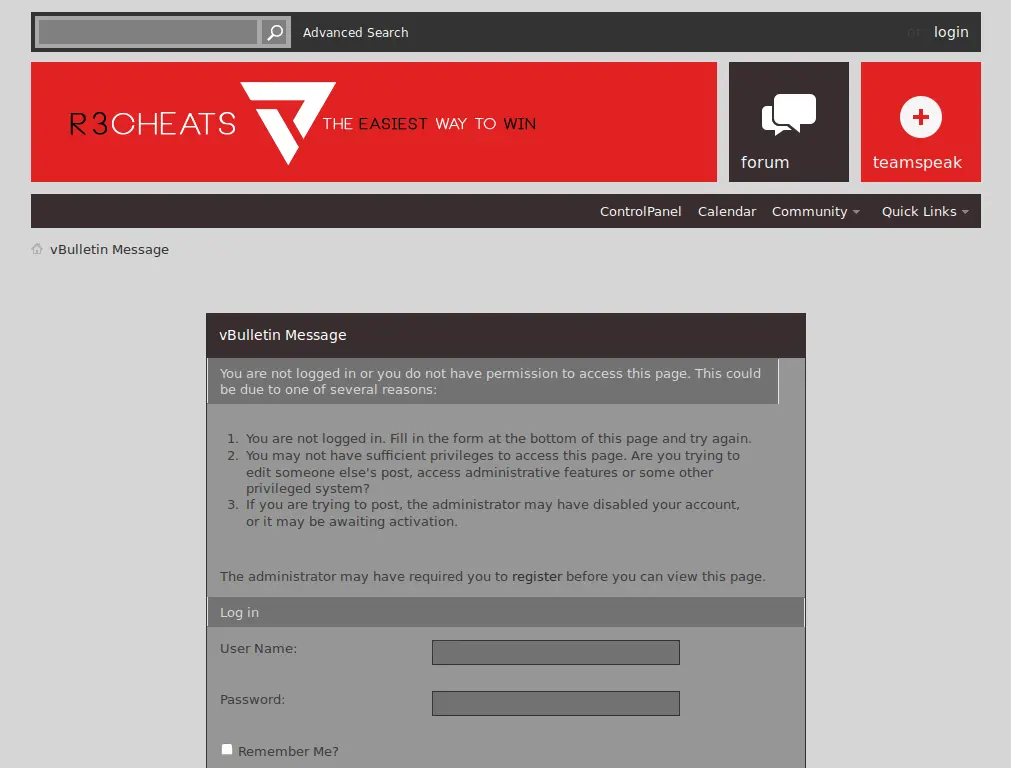 Advanced Search
or login
R3CHEATS THE EASIEST WAY TO WIN
forum
teamspeak
ControlPanel Calendar Community Quick Links
vBulletin Message
vBulletin Message
You are not logged in or you do not have permission to access this page. This could
be due to one of several reasons:
1. You are not logged in. Fill in the form at the bottom of this page and try again.
2. You may not have sufficient privileges to access this page. Are you trying to
edit someone else's post, access administrative features or some other
privileged system?
3. If you are trying to post, the administrator may have disabled your account,
or it may be awaiting activation.
The administrator may have required you to register before you can view this page.
Log in
User Name:
Password:
Remember Me?